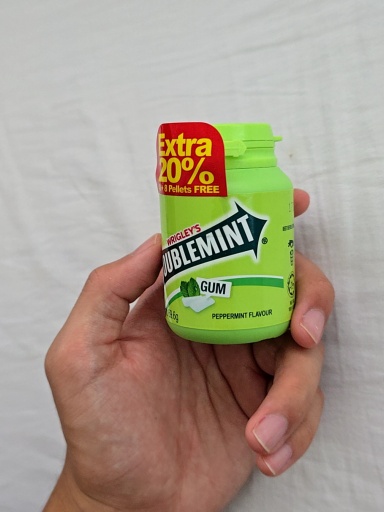 Extra
20%
8 Pellets FREE
WRIGLEY'S
UBLEMINT®
GUM
PEPPERMINT FLAVOUR